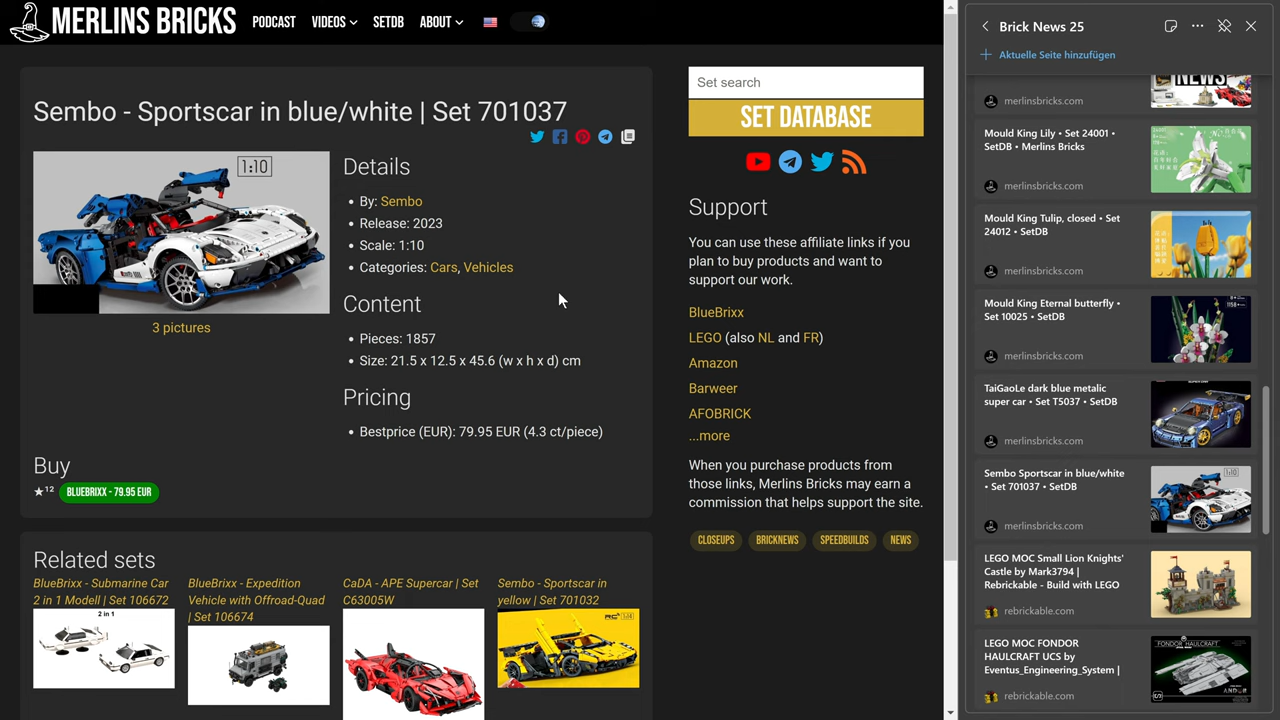 MERLINS BRICKS
PODCAST
VIDEOS
SETDB
ABOUT
Sembo - Sportscar in blue/white | Set 701037
1:10
3 pictures
Details
By: Sembo
Release: 2023
Scale: 1:10
Categories: Cars, Vehicles
Content
Pieces: 1857
Size: 21.5 x 12.5 x 45.6 (w x h x d) cm
Pricing
Bestprice (EUR): 79.95 EUR (4.3 ct/piece)
Buy
★12 BLUEBRIXX - 79.95 EUR
Related sets
BlueBrixx - Submarine Car
2 in 1 Modell | Set 106672
2 in 1
BlueBrixx - Expedition
Vehicle with Offroad-Quad
| Set 106674
CaDA - APE Supercar | Set
C63005W
Sembo - Sportscar in
yellow | Set 701032
Set search
SET DATABASE
Support
You can use these affiliate links if you
plan to buy products and want to
support our work.
BlueBrixx
LEGO (also NL and FR)
Amazon
Barweer
AFOBRICK
...more
When you purchase products from
those links, Merlins Bricks may earn a
commission that helps support the site.
CLOSEUPS
BRICKNEWS
SPEEDBUILDS
NEWS
Brick News 25
Aktuelle Seite hinzufügen
merlinsbricks.com
NEWS
Mould King Lily • Set 24001 •
SetDB • Merlins Bricks
merlinsbricks.com
Mould King Tulip, closed • Set
24012 • SetDB
merlinsbricks.com
Mould King Eternal butterfly •
Set 10025 • SetDB
merlinsbricks.com
TaiGaoLe dark blue metalic
super car • Set T5037 • SetDB
merlinsbricks.com
Sembo Sportscar in blue/white
• Set 701037 • SetDB
merlinsbricks.com
LEGO MOC Small Lion Knights'
Castle by Mark3794 |
Rebrickable - Build with LEGO
rebrickable.com
LEGO MOC FONDOR
HAULCRAFT UCS by
Eventus_Engineering_System |
rebrickable.com
FONDOR HAULCRAFT
ANDOR